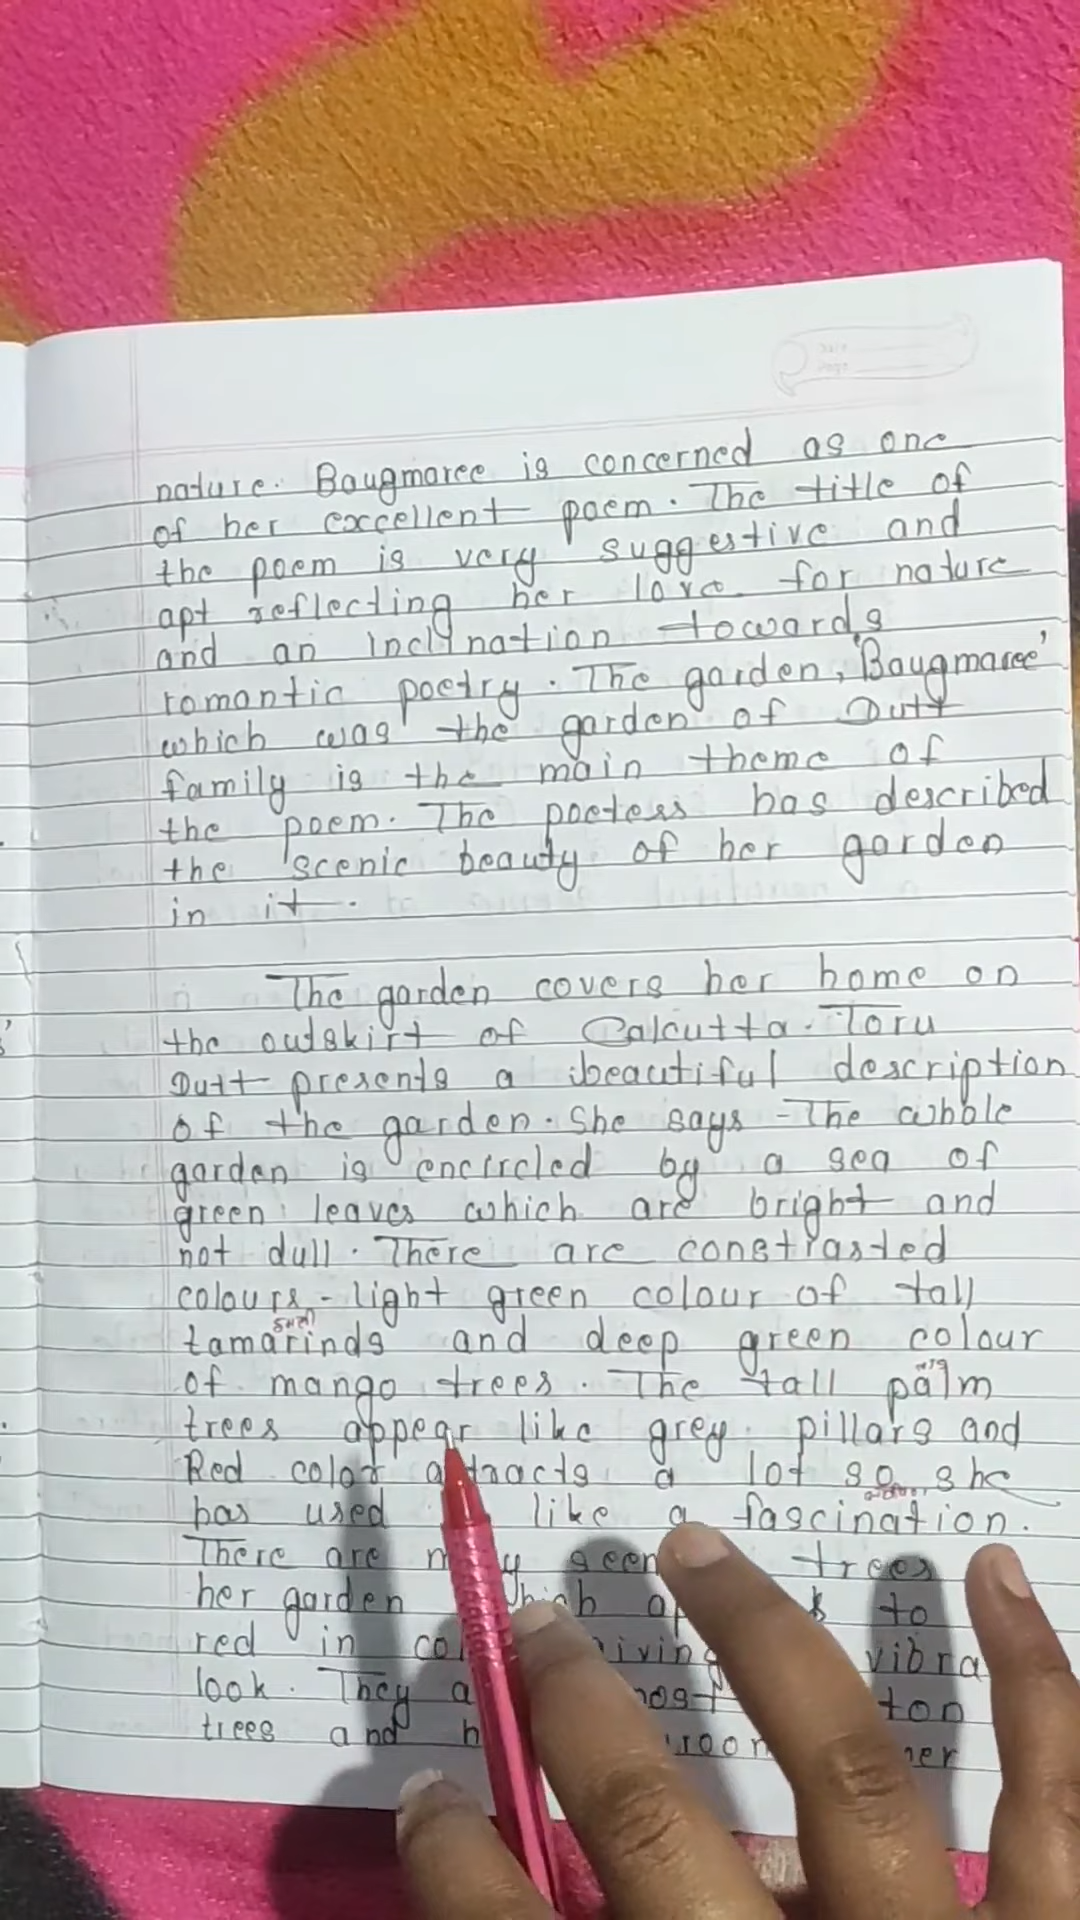 nature. Baugmaree is concerned as one
of her excellent poem. The title of
the poem is very suggestive and
apt reflecting her love for nature
and an inclination towards
romantic poetry. The garden, 'Baugmaree'
which was the garden of Dutt
family is the main theme of
the poem. The poetess has described
the scenic beauty of her garden
in it.
The garden covers her home on
the outskirt of Calcutta. Toru
Dutt presents a beautiful description
of the garden. She says - The whole
garden is encircled by a sea of
green leaves which are bright and
not dull. There are constrasted
colours - light green colour of tall
tamarinds and deep green colour
of mango trees. The tall palm
trees appear like grey pillars and
Red color attracts a lot so she
has used like a fascination.
There are trees
her garden to
red in
look. They
trees and